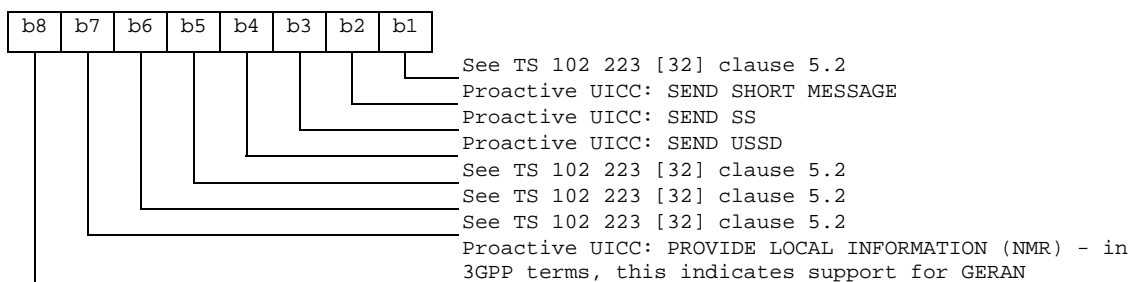 b8 b7 b6 b5 b4 b3 b2 b1
See TS 102 223 [32] clause 5.2
Proactive UICC: SEND SHORT MESSAGE
Proactive UICC: SEND SS
Proactive UICC: SEND USSD
See TS 102 223 [32] clause 5.2
See TS 102 223 [32] clause 5.2
See TS 102 223 [32] clause 5.2
Proactive UICC: PROVIDE LOCAL INFORMATION (NMR) - in
3GPP terms, this indicates support for GERAN